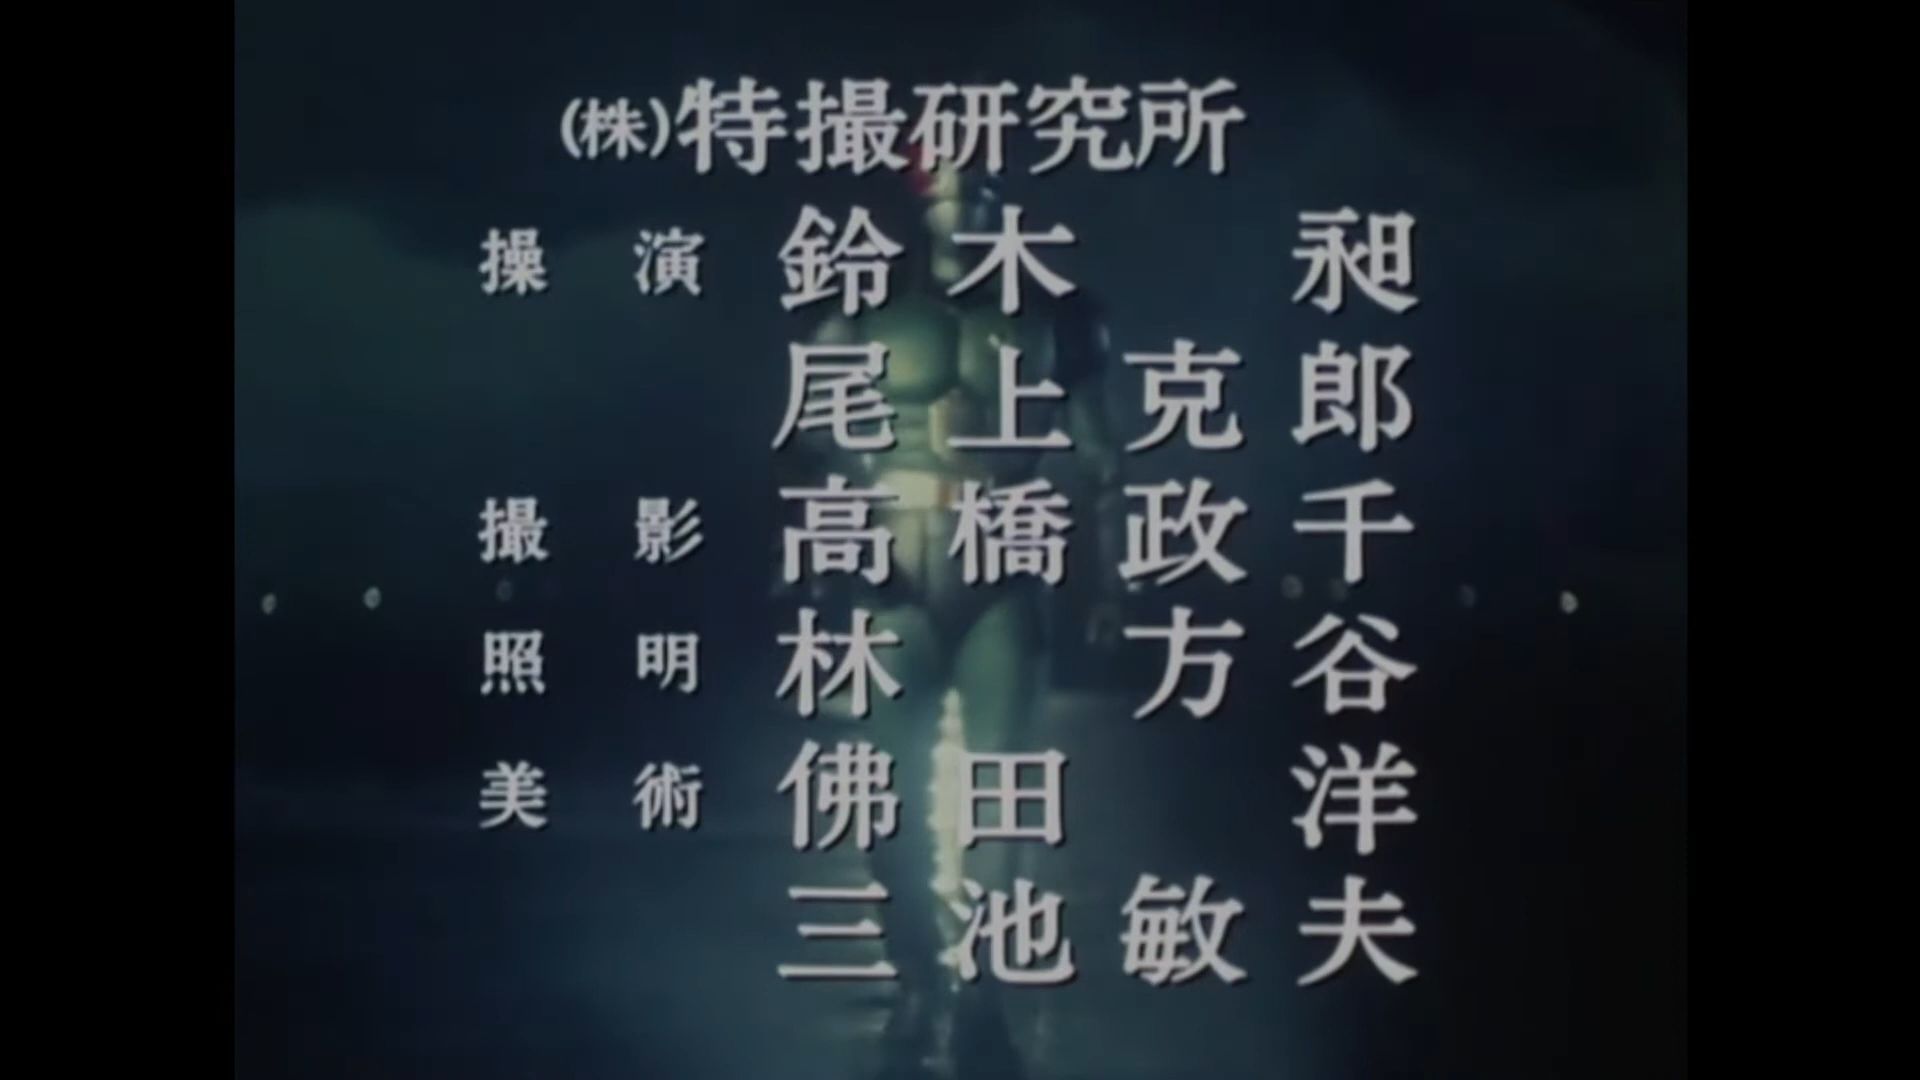 (株)特撮研究所
操演 鈴木 昶
尾上克郎
撮影 高橋政千
照明 林 方谷
美術 佛田 洋
三池敏夫